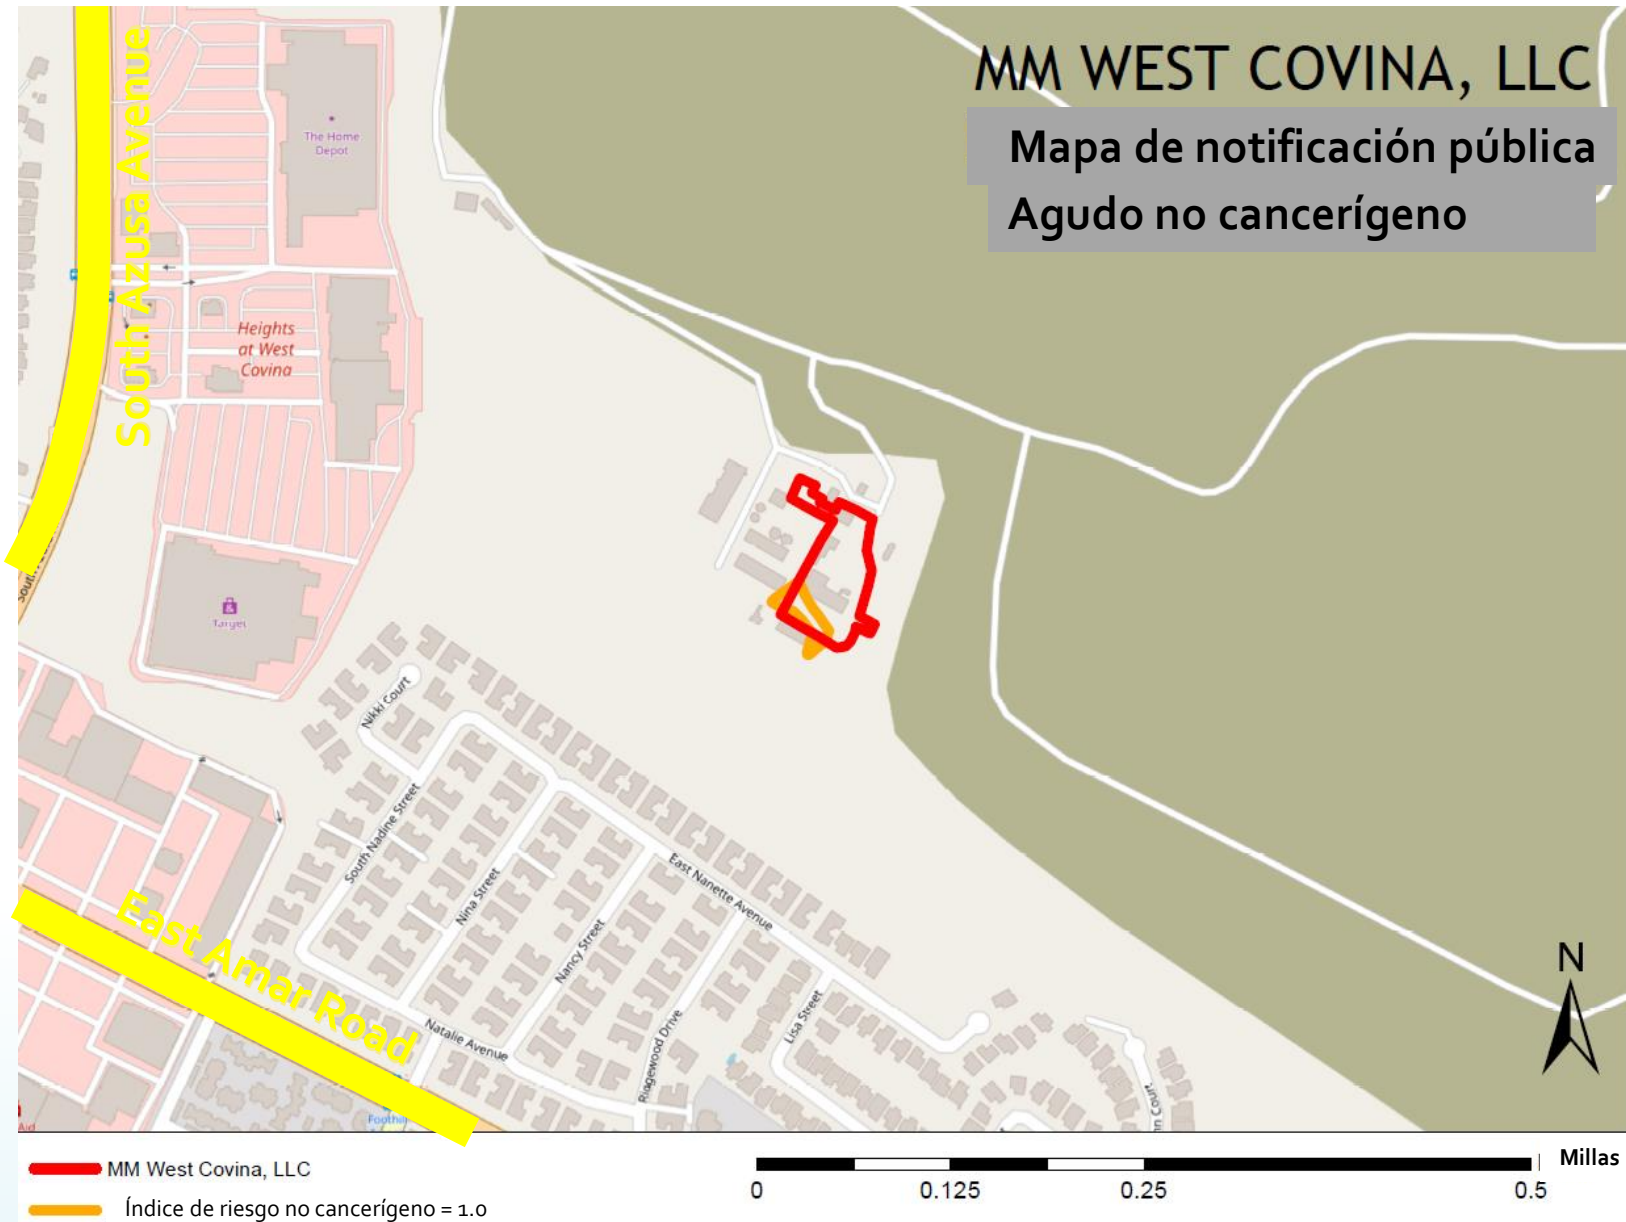 MM WEST COVINA, LLC
Mapa de notificación pública
Agudo no cancerígeno
South Azusa Avenue
The Home
Depot
Heights
at West
Covina
Target
Nikki Court
South Nadine Street
Nina Street
Nancy Street
East Nanette Avenue
Lisa Street
Ridgewood Drive
Natalie Avenue
East Amar Road
N
MM West Covina, LLC
Índice de riesgo no cancerígeno = 1.0
0
0.125
0.25
0.5
Millas